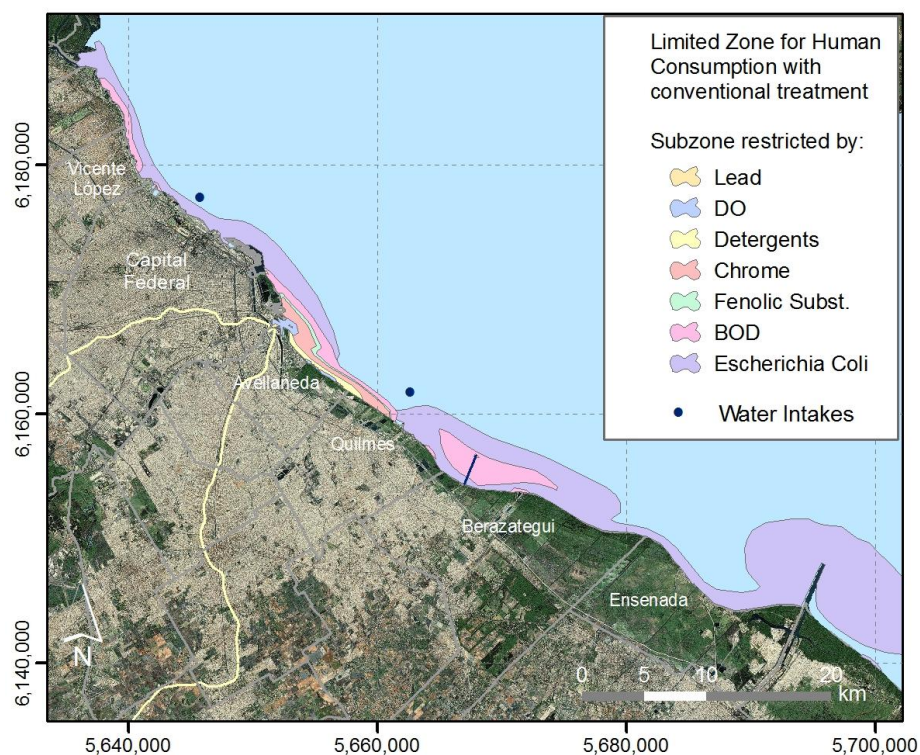 Limited Zone for Human
Consumption with
conventional treatment
Subzone restricted by:
Lead
DO
Detergents
Chrome
Fenolic Subst.
BOD
Escherichia Coli
Water Intakes
6,180,000
6,160,000
6,140,000
Vicente
López
Capital
Federal
Avellaneda
Quilmes
Berazategui
Ensenada
N
0 5 10 20
km
5,640,000 5,660,000 5,680,000 5,700,000